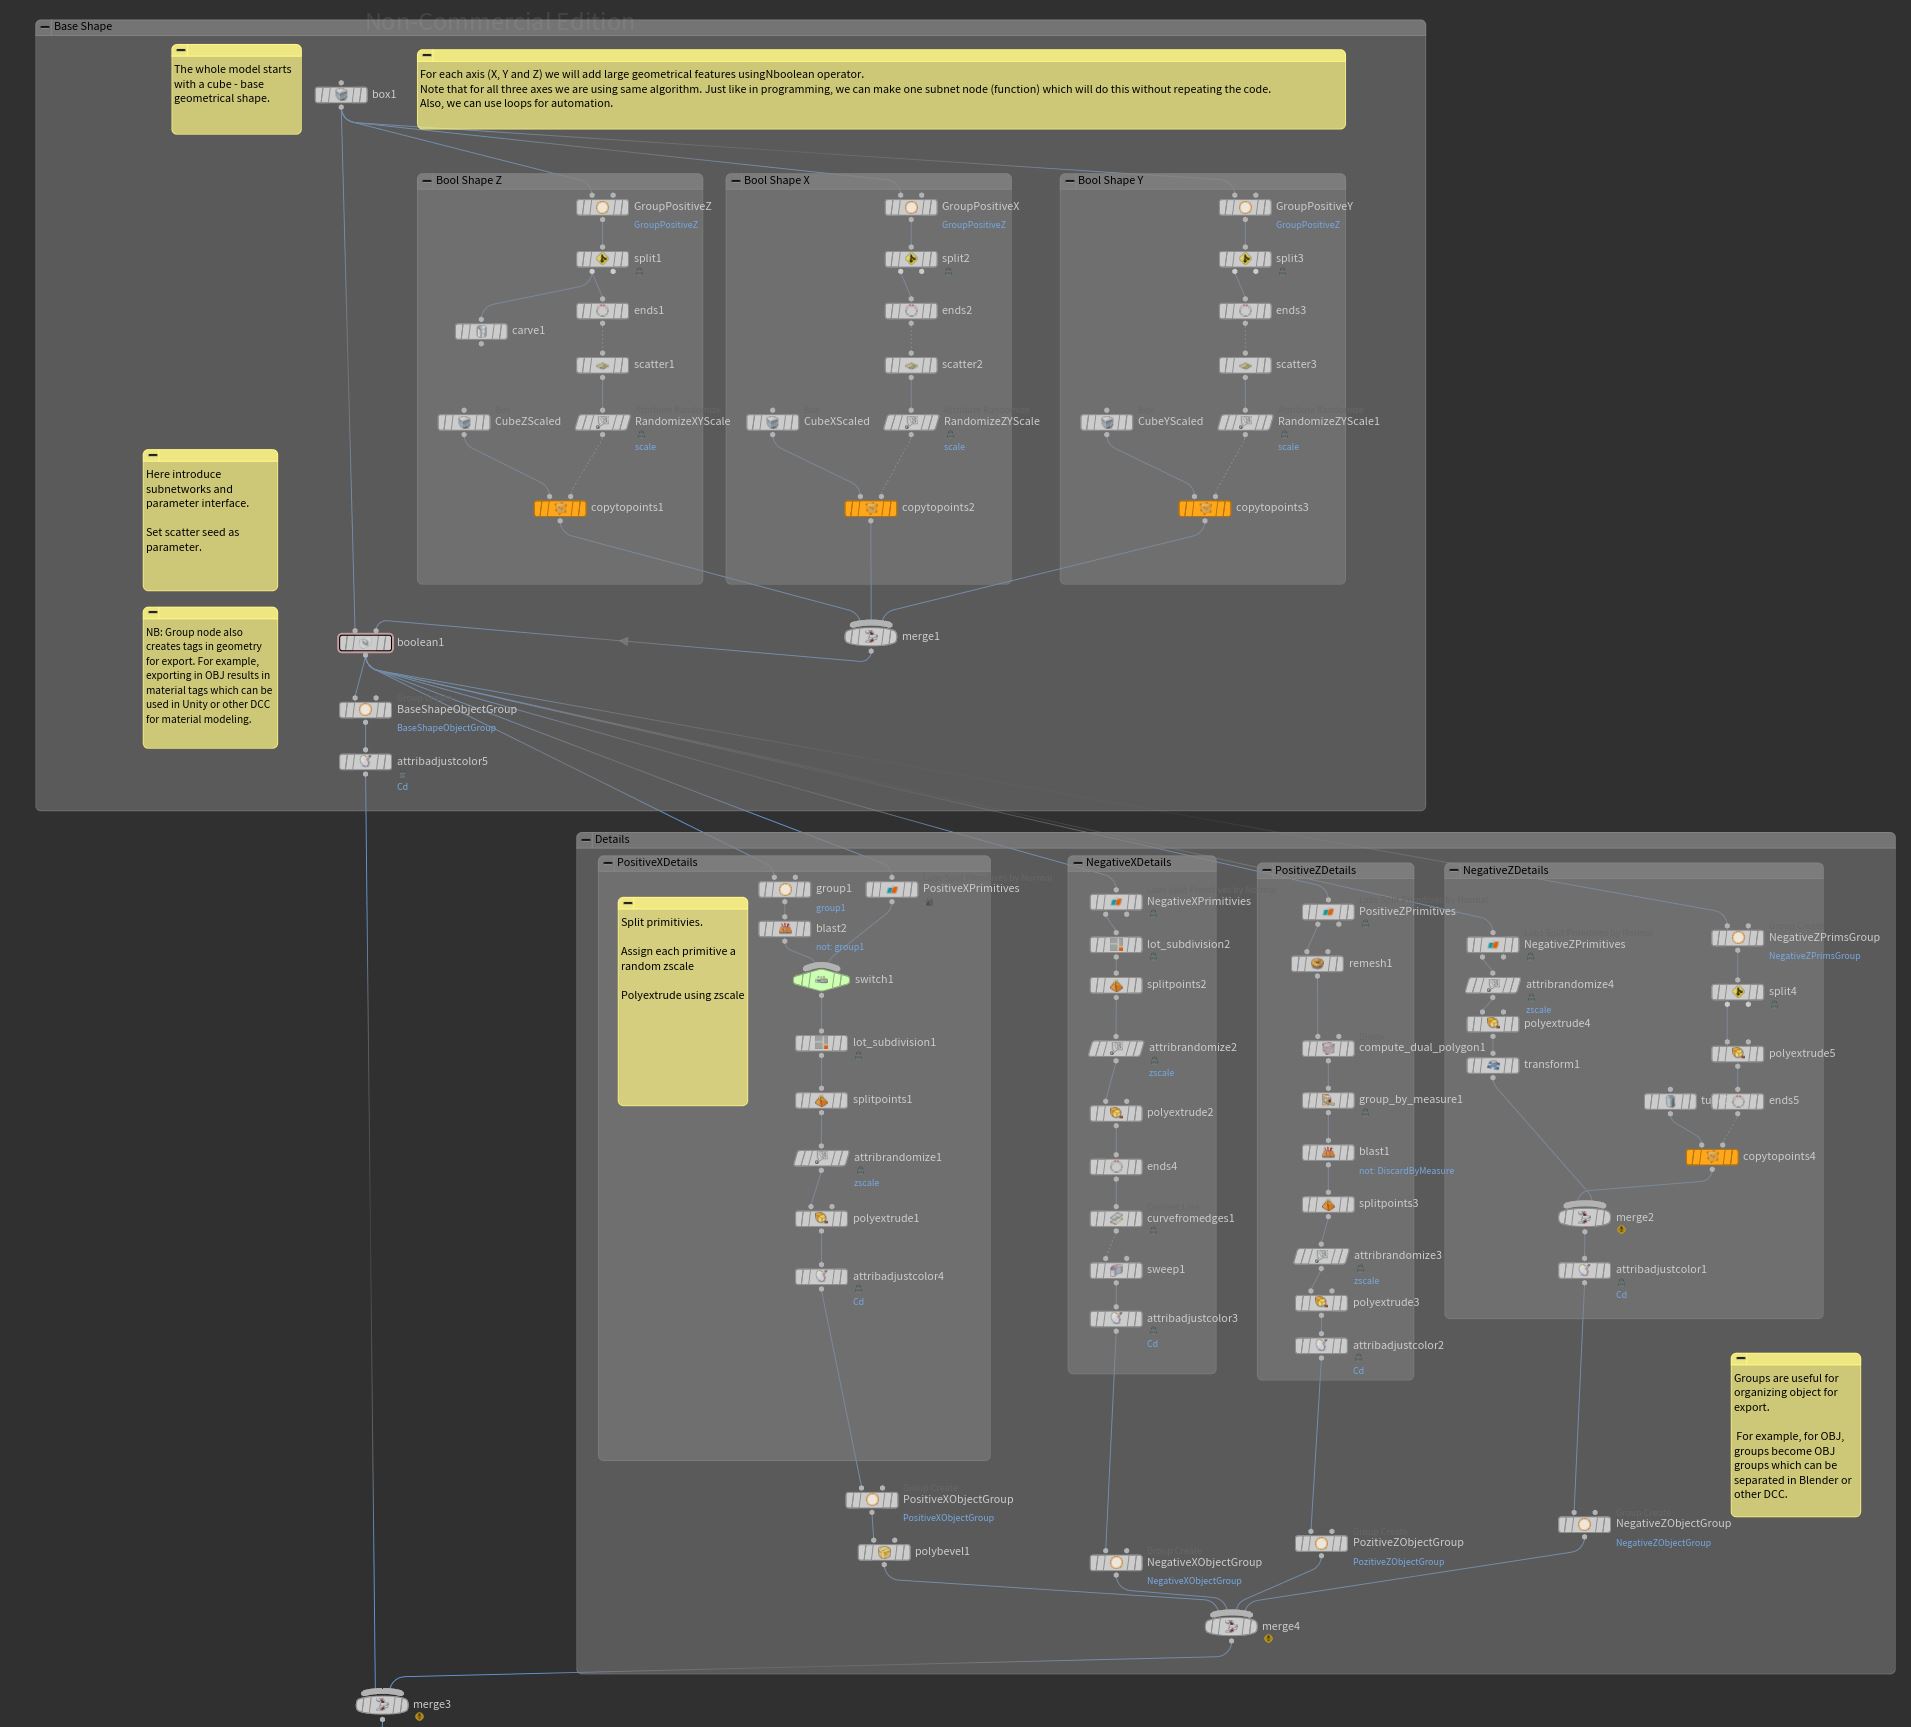 Non-Commercial Edition
Base Shape
The whole model starts
with a cube - base
geometrical shape.
box1
For each axis (X, Y and Z) we will add large geometrical features usingNboolean operator.
Note that for all three axes we are using same algorithm. Just like in programming, we can make one subnet node (function) which will do this without repeating the code.
Also, we can use loops for automation.
Bool Shape Z
GroupPositiveZ
GroupPositiveZ
split1
ends1
carve1
scatter1
CubeZScaled
RandomizeXYScale
scale
copytopoints1
Bool Shape X
GroupPositiveX
GroupPositiveZ
split2
ends2
scatter2
CubeXScaled
RandomizeZYScale
scale
copytopoints2
Bool Shape Y
GroupPositiveY
GroupPositiveZ
split3
ends3
scatter3
CubeYScaled
RandomizeZYScale1
scale
copytopoints3
Here introduce
subnetworks and
parameter interface.
Set scatter seed as
parameter.
NB: Group node also
creates tags in geometry
for export. For example,
exporting in OBJ results in
material tags which can be
used in Unity or other DCC
for material modeling.
boolean1
merge1
BaseShapeObjectGroup
BaseShapeObjectGroup
attribadjustcolor5
Cd
Details
PositiveXDetails
Split primitivies.
Assign each primitive a
random zscale
Polyextrude using zscale
group1
group1
PositiveXPrimitives
blast2
not: group1
switch1
lot_subdivision1
splitpoints1
attribrandomize1
zscale
polyextrude1
attribadjustcolor4
Cd
NegativeXDetails
NegativeXPrimitivies
lot_subdivision2
splitpoints2
attribrandomize2
zscale
polyextrude2
ends4
curvefromedges1
sweep1
attribadjustcolor3
Cd
PositiveZDetails
PositiveZPrimitives
remesh1
compute_dual_polygon1
group_by_measure1
blast1
not: DiscardByMeasure
splitpoints3
attribrandomize3
zscale
polyextrude3
attribadjustcolor2
Cd
NegativeZDetails
NegativeZPrimitives
attribrandomize4
zscale
polyextrude4
transform1
NegativeZPrimsGroup
NegativeZPrimsGroup
split4
polyextrude5
tu
ends5
copytopoints4
merge2
attribadjustcolor1
Cd
Groups are useful for
organizing object for
export.
For example, for OBJ,
groups become OBJ
groups which can be
separated in Blender or
other DCC.
PositiveXObjectGroup
PositiveXObjectGroup
polybevel1
Group Create
NegativeXObjectGroup
NegativeXObjectGroup
PozitiveZObjectGroup
PozitiveZObjectGroup
NegativeZObjectGroup
NegativeZObjectGroup
merge4
merge3